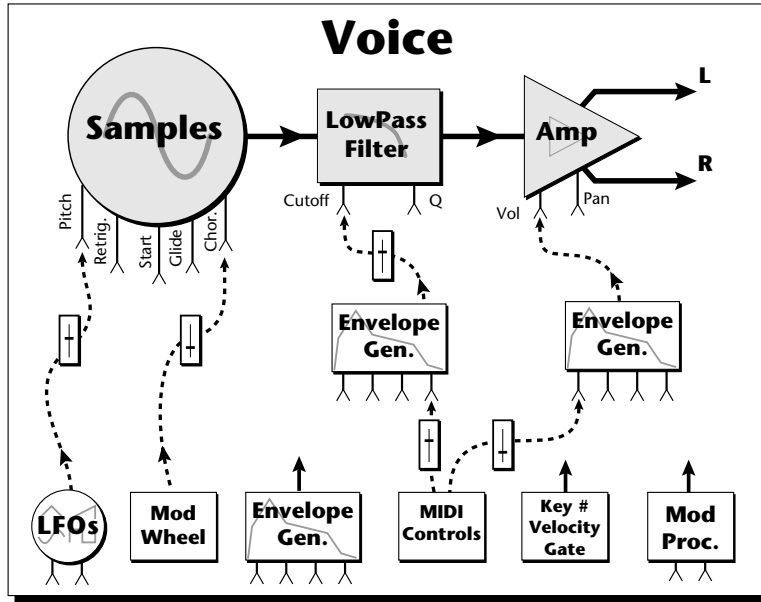 Voice
L
Samples
LowPass
Filter
Amp
R
Pitch
Retrig.
Start
Glide
Chor.
Cutoff
Q
Vol
Pan
Envelope
Gen.
Envelope
Gen.
LFOs
Mod
Wheel
Envelope
Gen.
MIDI
Controls
Key #
Velocity
Gate
Mod
Proc.